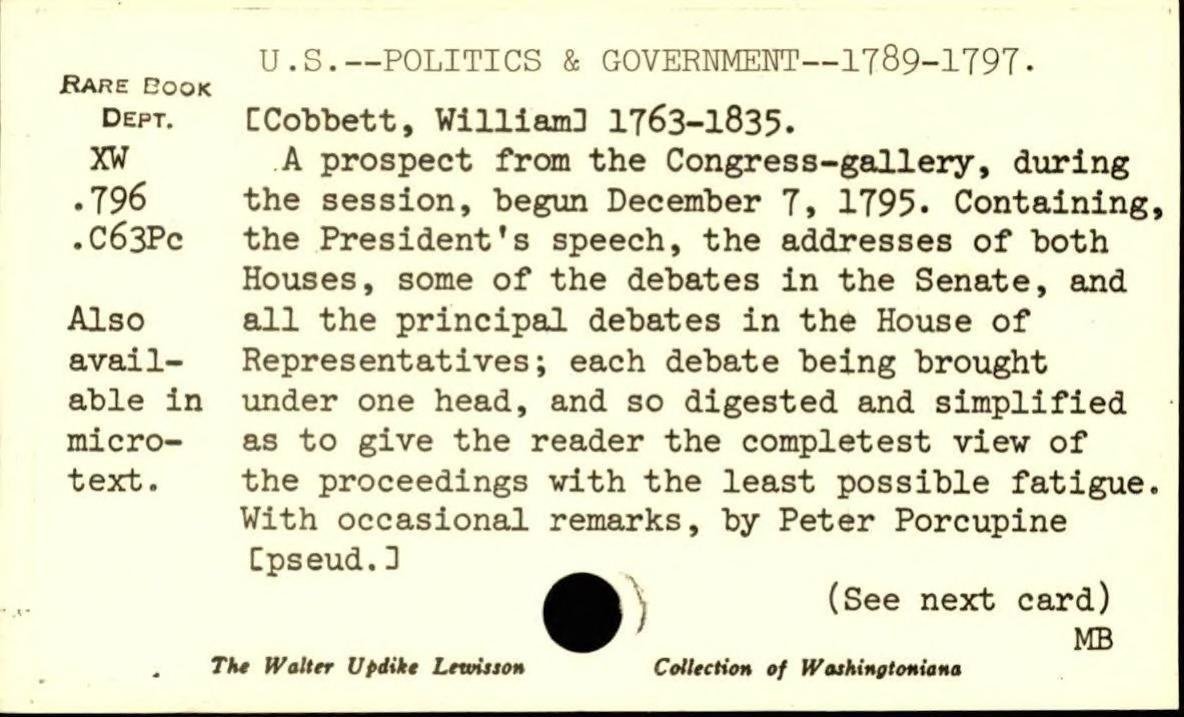 U.S.--POLITICS & GOVERNMENT--1789-1797.
RARE BOOK
DEPT. [Cobbett, William] 1763-1835.
XW A prospect from the Congress-gallery, during
.796 the session, begun December 7, 1795. Containing,
.C63Pc the President's speech, the addresses of both
Houses, some of the debates in the Senate, and
Also all the principal debates in the House of
avail- Representatives; each debate being brought
able in under one head, and so digested and simplified
micro- as to give the reader the completest view of
text. the proceedings with the least possible fatigue.
With occasional remarks, by Peter Porcupine
[pseud.]
(See next card)
MB
The Walter Updike Lewisson Collection of Washingtoniana